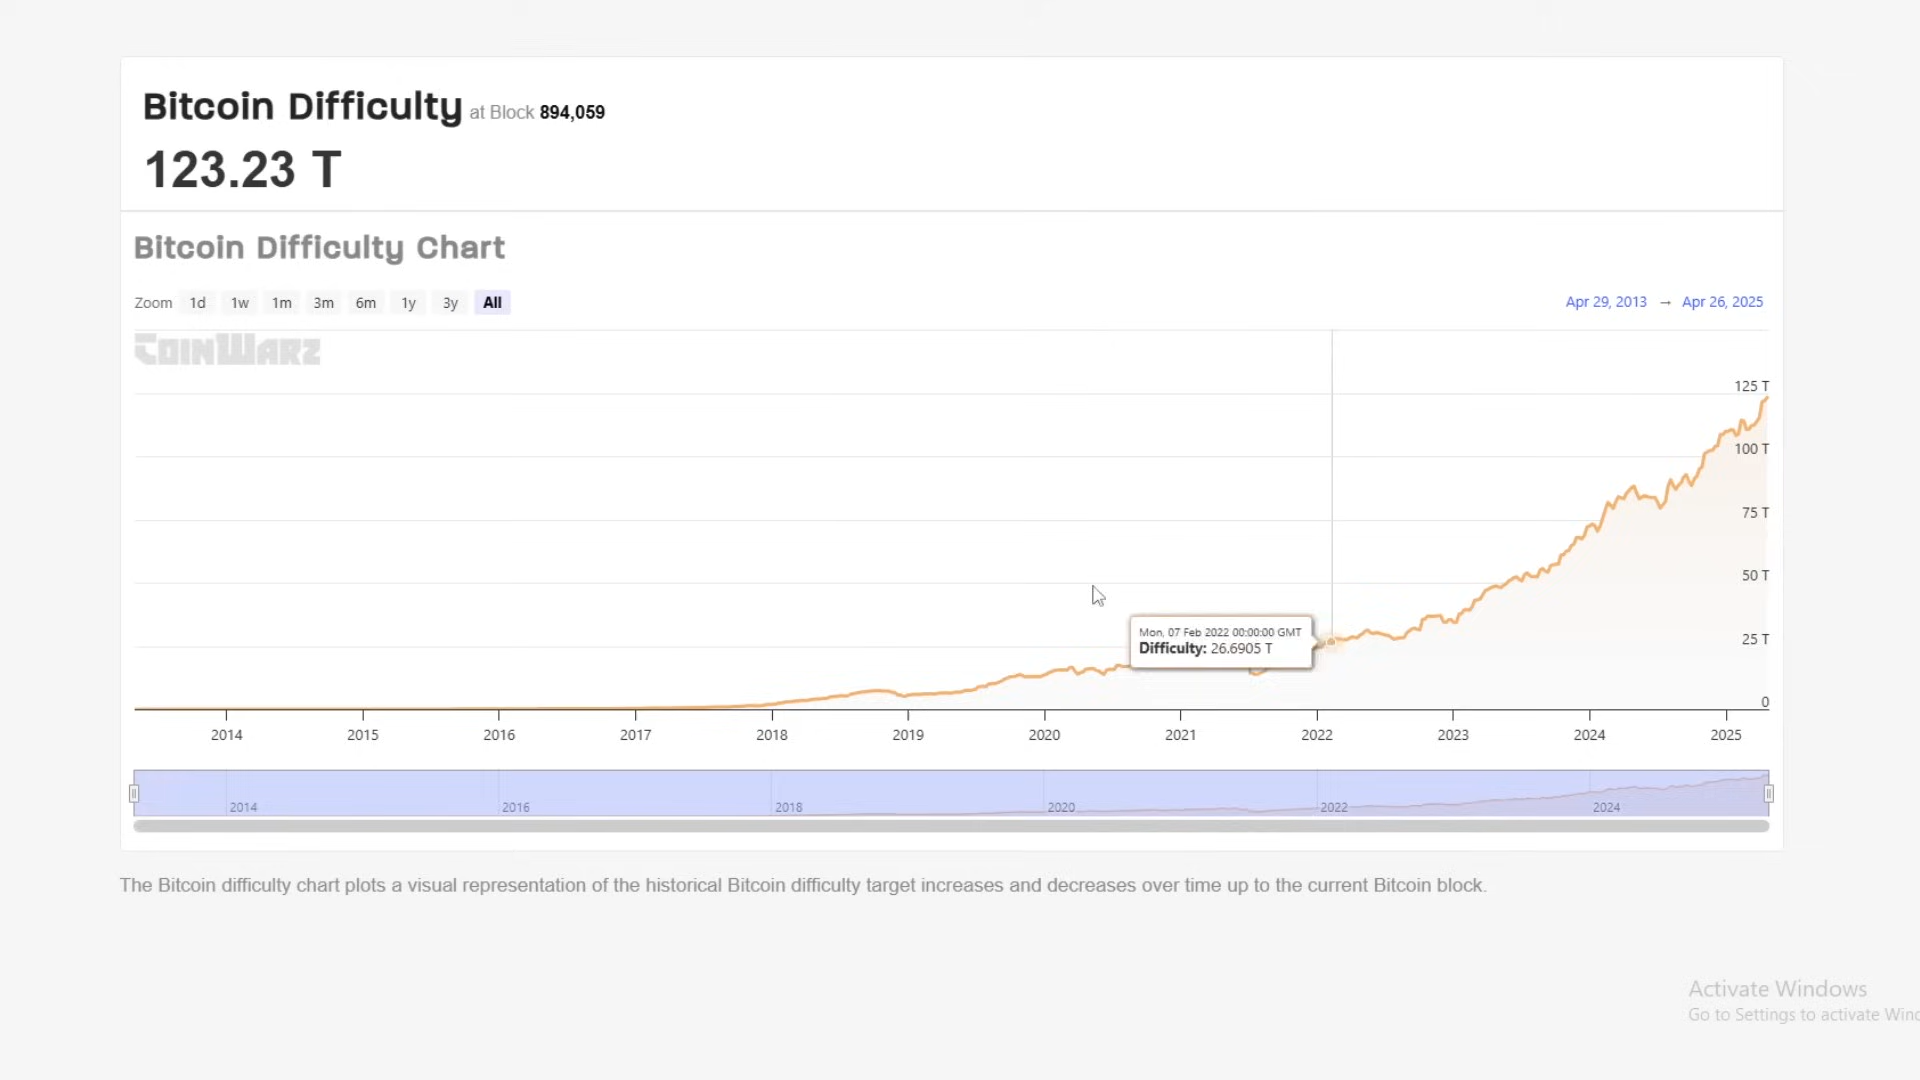 Bitcoin Difficulty at Block 894,059
123.23 T
Bitcoin Difficulty Chart
Zoom 1d 1w 1m 3m 6m 1y 3y All
Apr 29, 2013 → Apr 26, 2025
COINWARZ
125 T
100 T
75 T
50 T
25 T
0
Mon, 07 Feb 2022 00:00:00 GMT
Difficulty: 26.6905 T
2014 2015 2016 2017 2018 2019 2020 2021 2022 2023 2024 2025
2014 2016 2018 2020 2022 2024
The Bitcoin difficulty chart plots a visual representation of the historical Bitcoin difficulty target increases and decreases over time up to the current Bitcoin block.
Activate Windows
Go to Settings to activate Wind